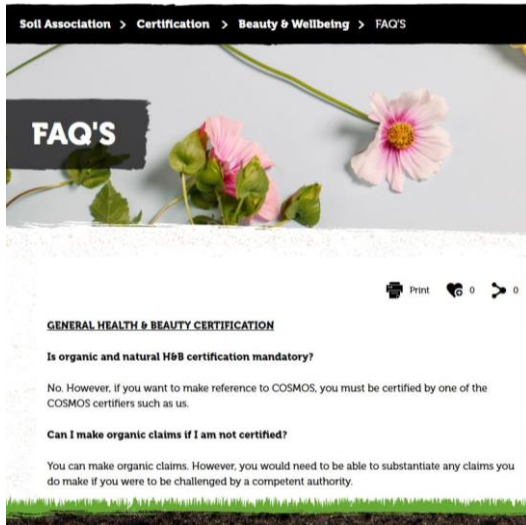 Soil Association > Certification > Beauty & Wellbeing > FAQ'S
FAQ'S
Print 0 0
GENERAL HEALTH & BEAUTY CERTIFICATION
Is organic and natural H&B certification mandatory?
No. However, if you want to make reference to COSMOS, you must be certified by one of the
COSMOS certifiers such as us.
Can I make organic claims if I am not certified?
You can make organic claims. However, you would need to be able to substantiate any claims you
do make if you were to be challenged by a competent authority.